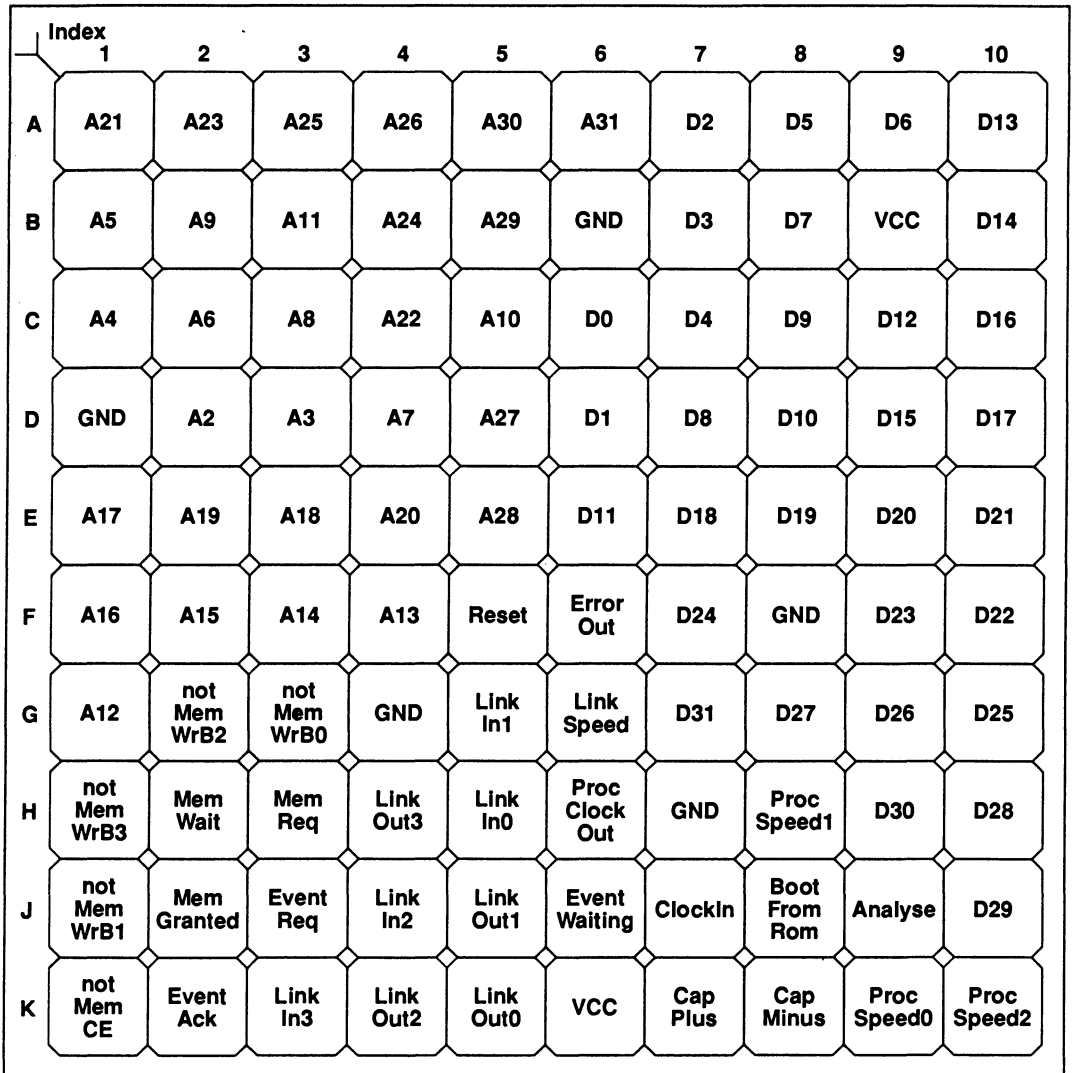 Index
1 2 3 4 5 6 7 8 9 10
A A21 A23 A25 A26 A30 A31 D2 D5 D6 D13
B A5 A9 A11 A24 A29 GND D3 D7 VCC D14
C A4 A6 A8 A22 A10 D0 D4 D9 D12 D16
D GND A2 A3 A7 A27 D1 D8 D10 D15 D17
E A17 A19 A18 A20 A28 D11 D18 D19 D20 D21
F A16 A15 A14 A13 Reset Error Out D24 GND D23 D22
G A12 not Mem WrB2 not Mem WrB0 GND Link In1 Link Speed D31 D27 D26 D25
H not Mem WrB3 Mem Wait Mem Req Link Out3 Link In0 Proc Clock Out GND Proc Speed1 D30 D28
J not Mem WrB1 Mem Granted Event Req Link In2 Link Out1 Event Waiting ClockIn Boot From Rom Analyse D29
K not Mem CE Event Ack Link In3 Link Out2 Link Out0 VCC Cap Plus Cap Minus Proc Speed0 Proc Speed2